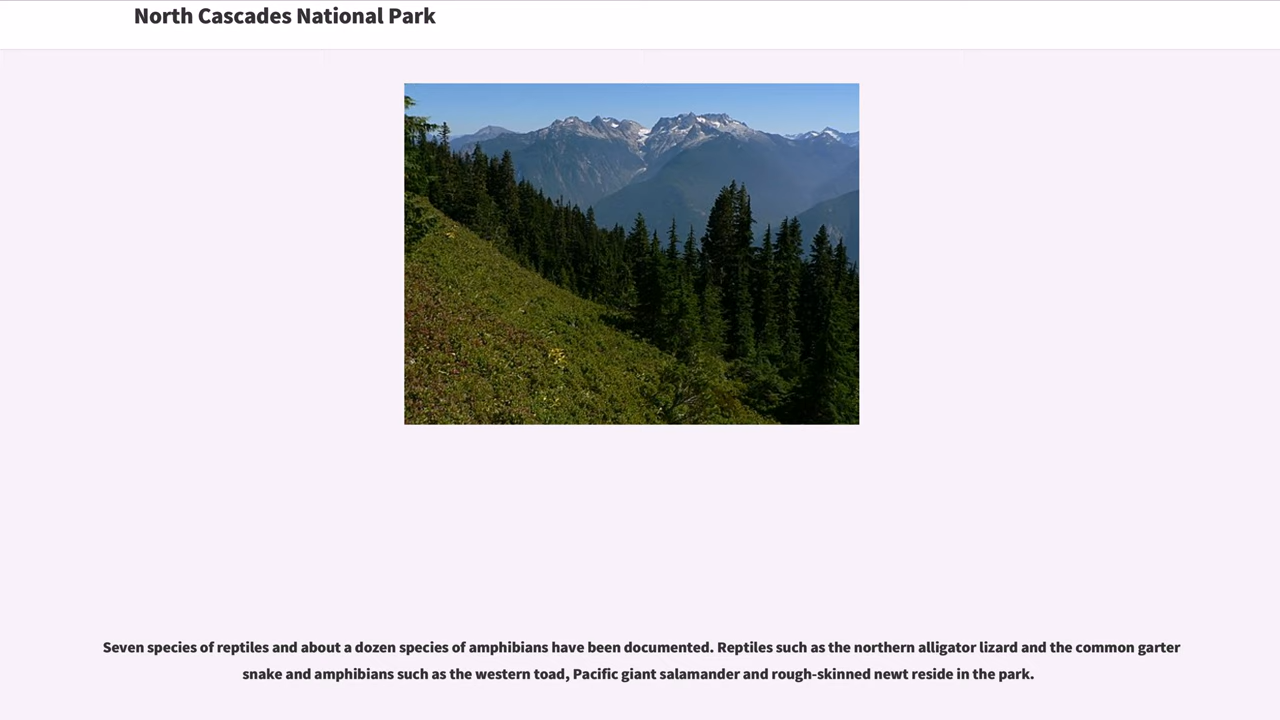 North Cascades National Park
Seven species of reptiles and about a dozen species of amphibians have been documented. Reptiles such as the northern alligator lizard and the common garter
snake and amphibians such as the western toad, Pacific giant salamander and rough-skinned newt reside in the park.